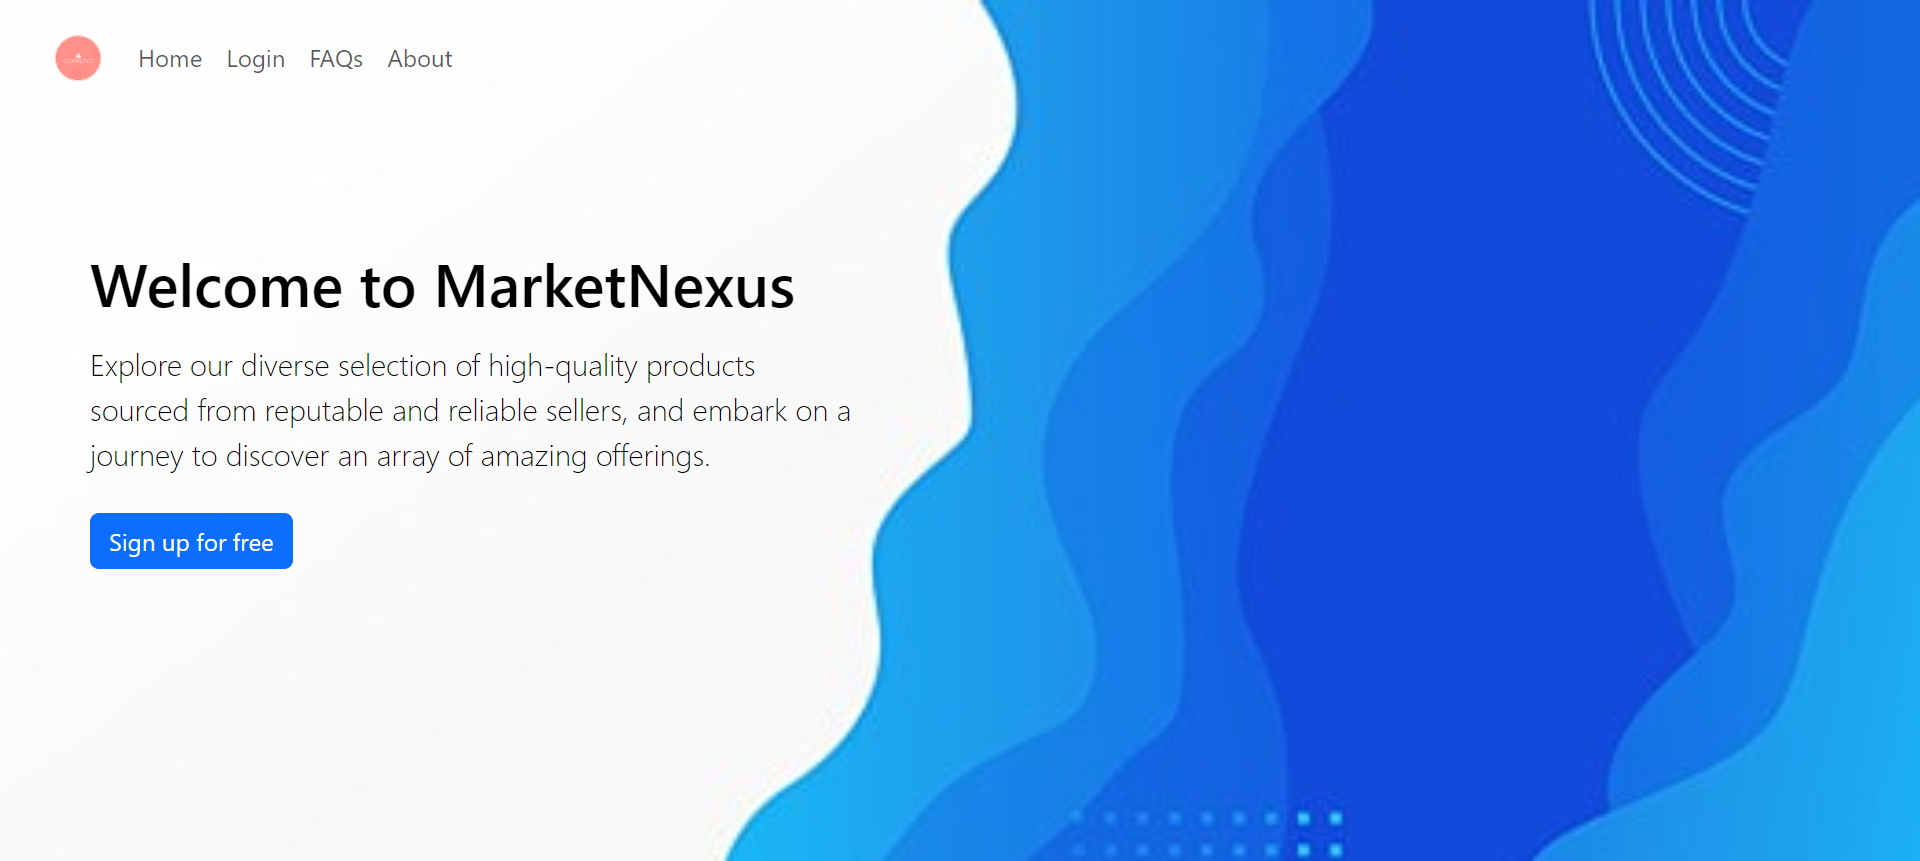 Home Login FAQs About
Welcome to MarketNexus
Explore our diverse selection of high-quality products
sourced from reputable and reliable sellers, and embark on a
journey to discover an array of amazing offerings.
Sign up for free